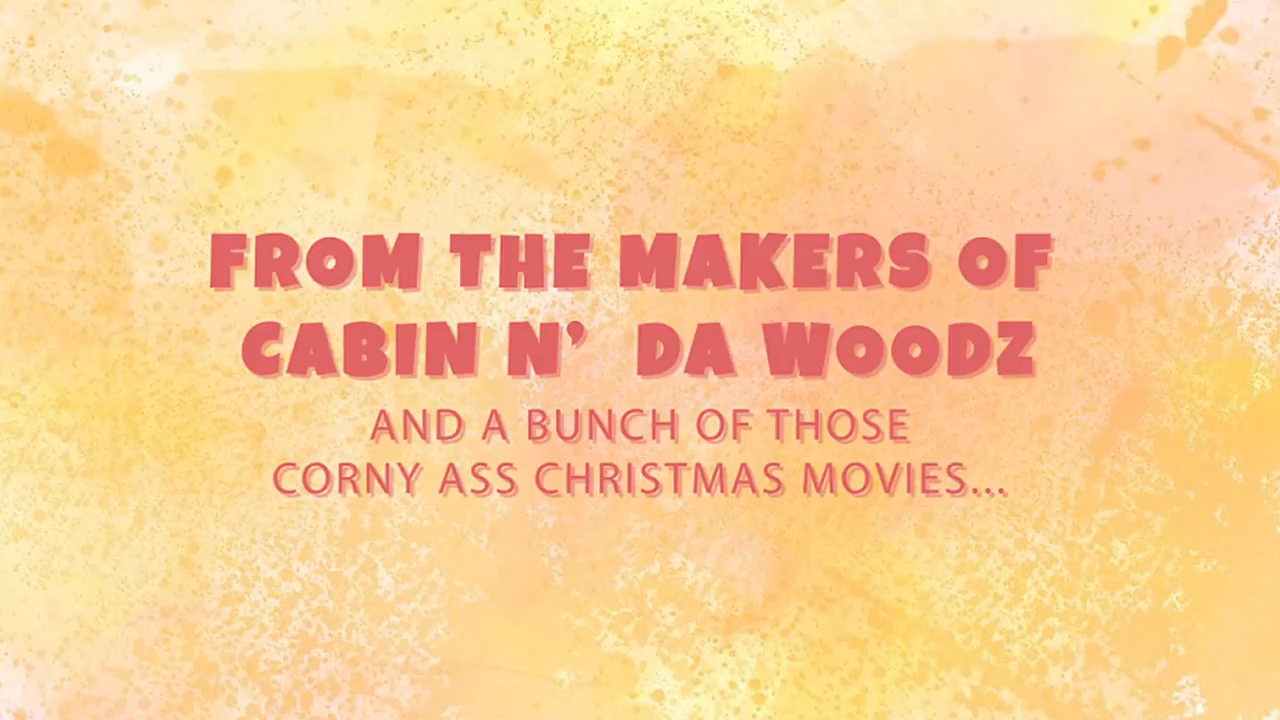 FROM THE MAKERS OF
CABIN N’ DA WOODZ
AND A BUNCH OF THOSE
CORNY ASS CHRISTMAS MOVIES...